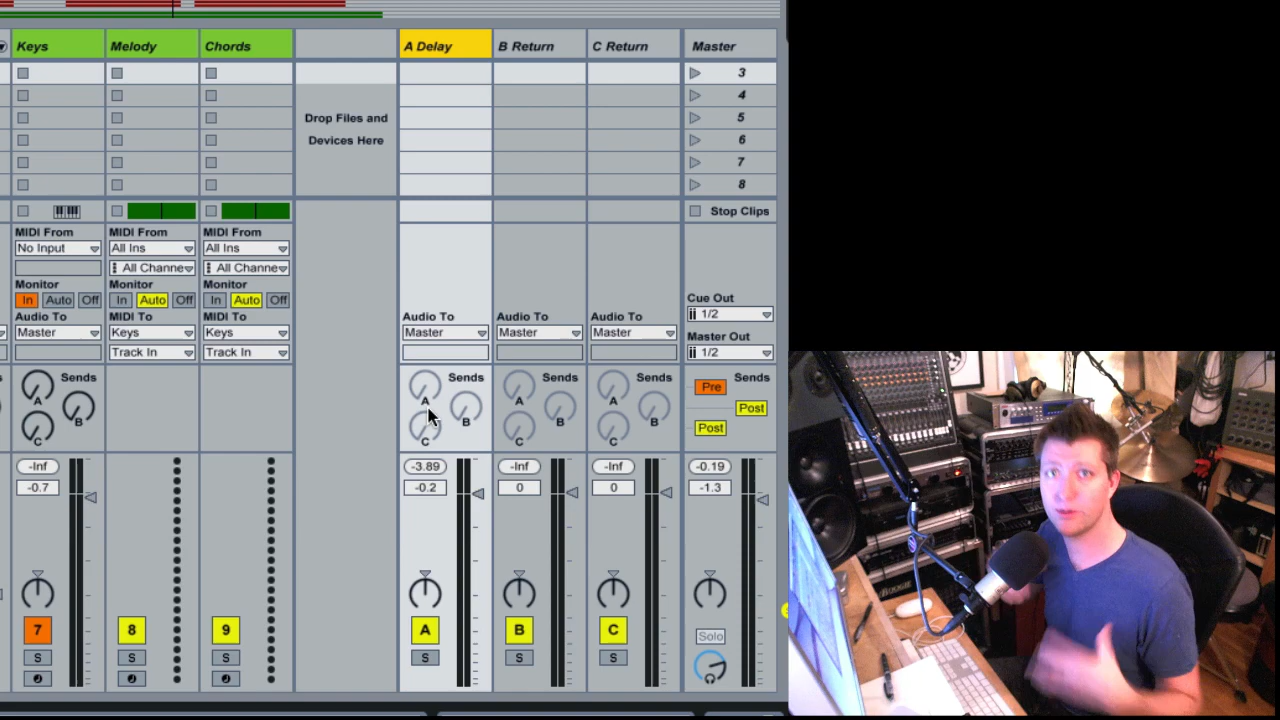 Keys Melody Chords A Delay B Return C Return Master
3
4
Drop Files and 5
Devices Here 6
7
8
Stop Clips
MIDI From MIDI From MIDI From
No Input All Ins All Ins
All Channe All Channe
Monitor Monitor Monitor
In Auto Off In Auto Off In Auto Off Cue Out
1/2
Audio To MIDI To MIDI To Audio To Audio To Audio To
Master Keys Keys Master Master Master Master Out
Track In Track In 1/2
Sends Sends Sends Sends Sends
A A A A Pre
B B B B Post
C C C C Post
-Inf -3.89 -Inf -Inf -0.19
-0.7 -0.2 0 0 -1.3
7 8 9 A B C Solo
S S S S S S
BOOGIE